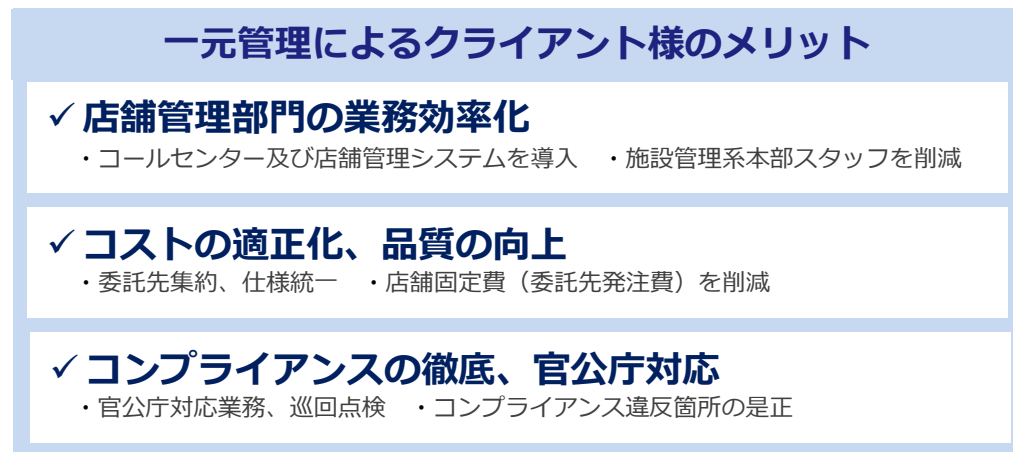 一元管理によるクライアント様のメリット
✓店舗管理部門の業務効率化
・コールセンター及び店舗管理システムを導入　・施設管理系本部スタッフを削減
✓コストの適正化、品質の向上
・委託先集約、仕様統一　・店舗固定費（委託先発注費）を削減
✓コンプライアンスの徹底、官公庁対応
・官公庁対応業務、巡回点検　・コンプライアンス違反箇所の是正